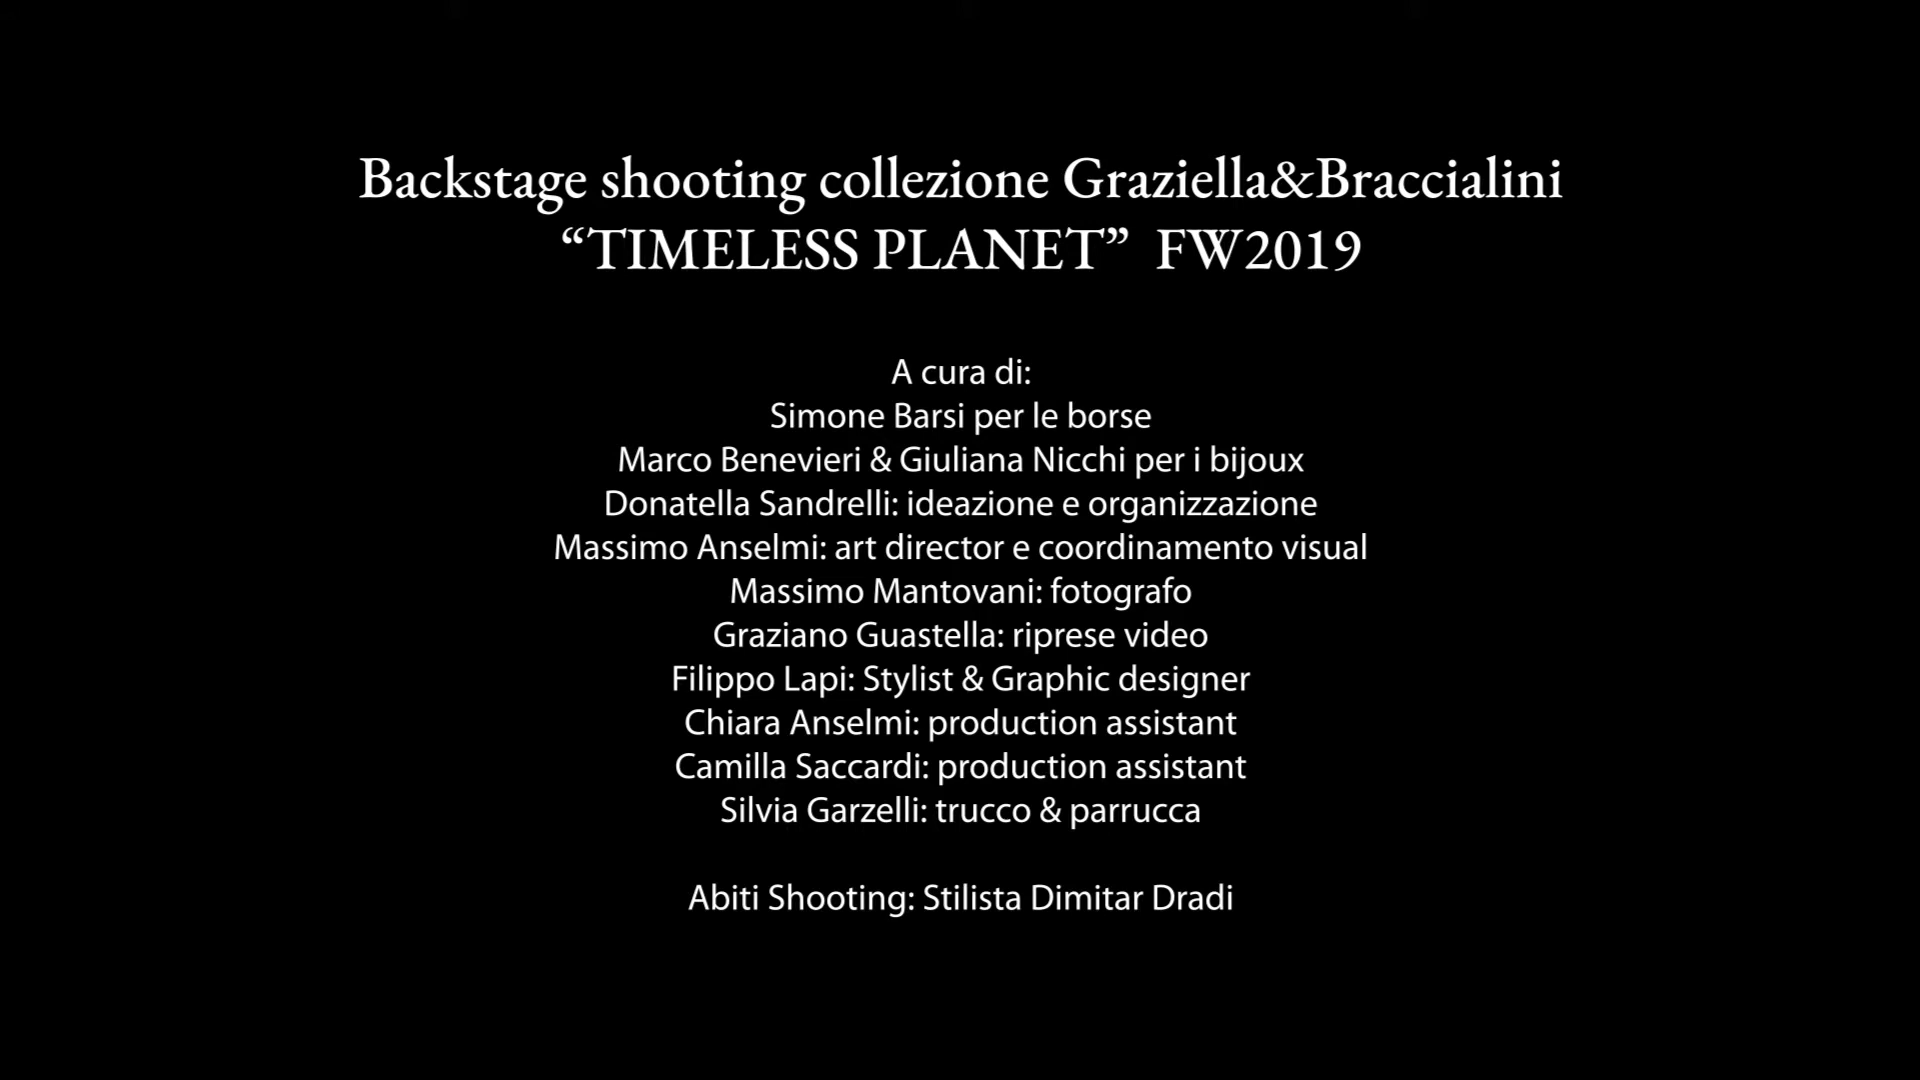 Backstage shooting collezione Graziella&Braccialini
“TIMELESS PLANET” FW2019
A cura di:
Simone Barsi per le borse
Marco Benevieri & Giuliana Nicchi per i bijoux
Donatella Sandrelli: ideazione e organizzazione
Massimo Anselmi: art director e coordinamento visual
Massimo Mantovani: fotografo
Graziano Guastella: riprese video
Filippo Lapi: Stylist & Graphic designer
Chiara Anselmi: production assistant
Camilla Saccardi: production assistant
Silvia Garzelli: trucco & parrucca
Abiti Shooting: Stilista Dimitar Dradi